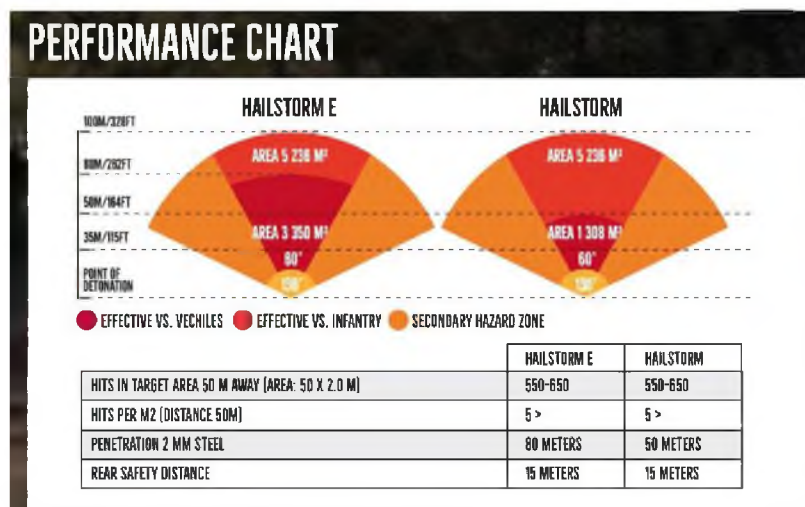 PERFORMANCE CHART
HAILSTORM E
HAILSTORM
100M/328FT
80M/262FT
50M/164FT
35M/115FT
POINT OF
DETONATION
AREA 5 236 M²
AREA 3 350 M²
60°
AREA 5 236 M²
AREA 1 308 M²
60°
EFFECTIVE VS. VECHILES EFFECTIVE VS. INFANTRY SECONDARY HAZARD ZONE
HAILSTORM E HAILSTORM
HITS IN TARGET AREA 50 M AWAY (AREA: 50 X 2.0 M) 550-650 550-650
HITS PER M2 (DISTANCE 50M) 5 > 5 >
PENETRATION 2 MM STEEL 80 METERS 50 METERS
REAR SAFETY DISTANCE 15 METERS 15 METERS